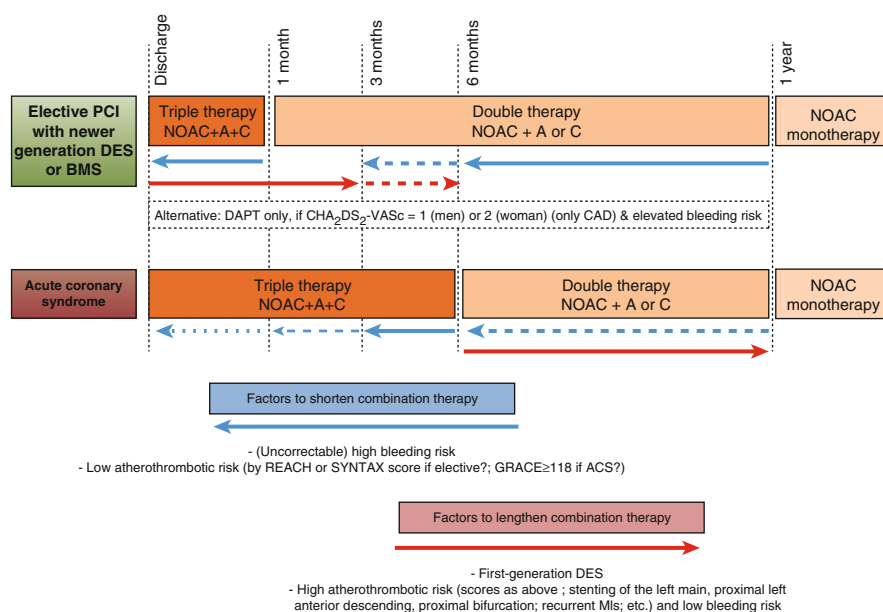 Discharge
1 month
3 months
6 months
1 year
Elective PCI
with newer
generation DES
or BMS
Triple therapy
NOAC+A+C
Double therapy
NOAC + A or C
NOAC
monotherapy
Alternative: DAPT only, if CHA2DS2-VASc = 1 (men) or 2 (woman) (only CAD) & elevated bleeding risk
Acute coronary
syndrome
Triple therapy
NOAC+A+C
Double therapy
NOAC + A or C
NOAC
monotherapy
Factors to shorten combination therapy
- (Uncorrectable) high bleeding risk
- Low atherothrombotic risk (by REACH or SYNTAX score if elective?; GRACE≥118 if ACS?)
Factors to lengthen combination therapy
- First-generation DES
- High atherothrombotic risk (scores as above ; stenting of the left main, proximal left
anterior descending, proximal bifurcation; recurrent MIs; etc.) and low bleeding risk